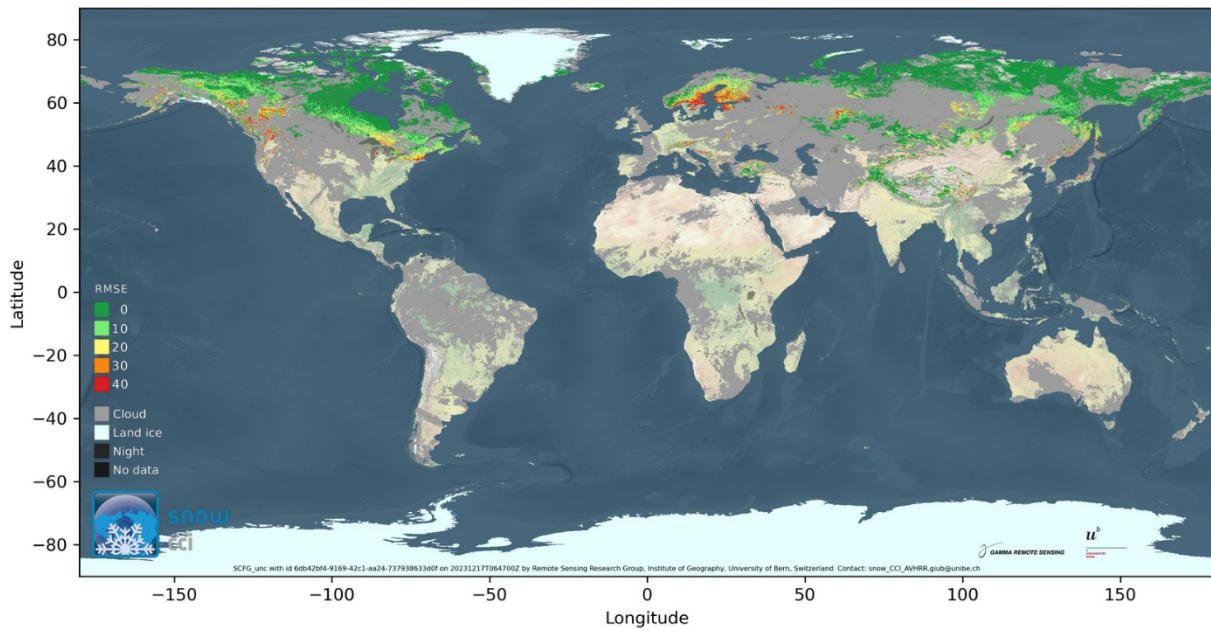 80
60
40
20
0
−20
−40
−60
−80
Latitude
RMSE
0
10
20
30
40
Cloud
Land ice
Night
No data
snow
cci
GAMMA REMOTE SENSING
u^b
SCFG_unc with id 6db42bf4-9169-42c1-aa24-737938633d0f on 20231217T064700Z by Remote Sensing Research Group, Institute of Geography, University of Bern, Switzerland Contact: snow_CCI_AVHRR.giub@unibe.ch
−150
−100
−50
0
50
100
150
Longitude